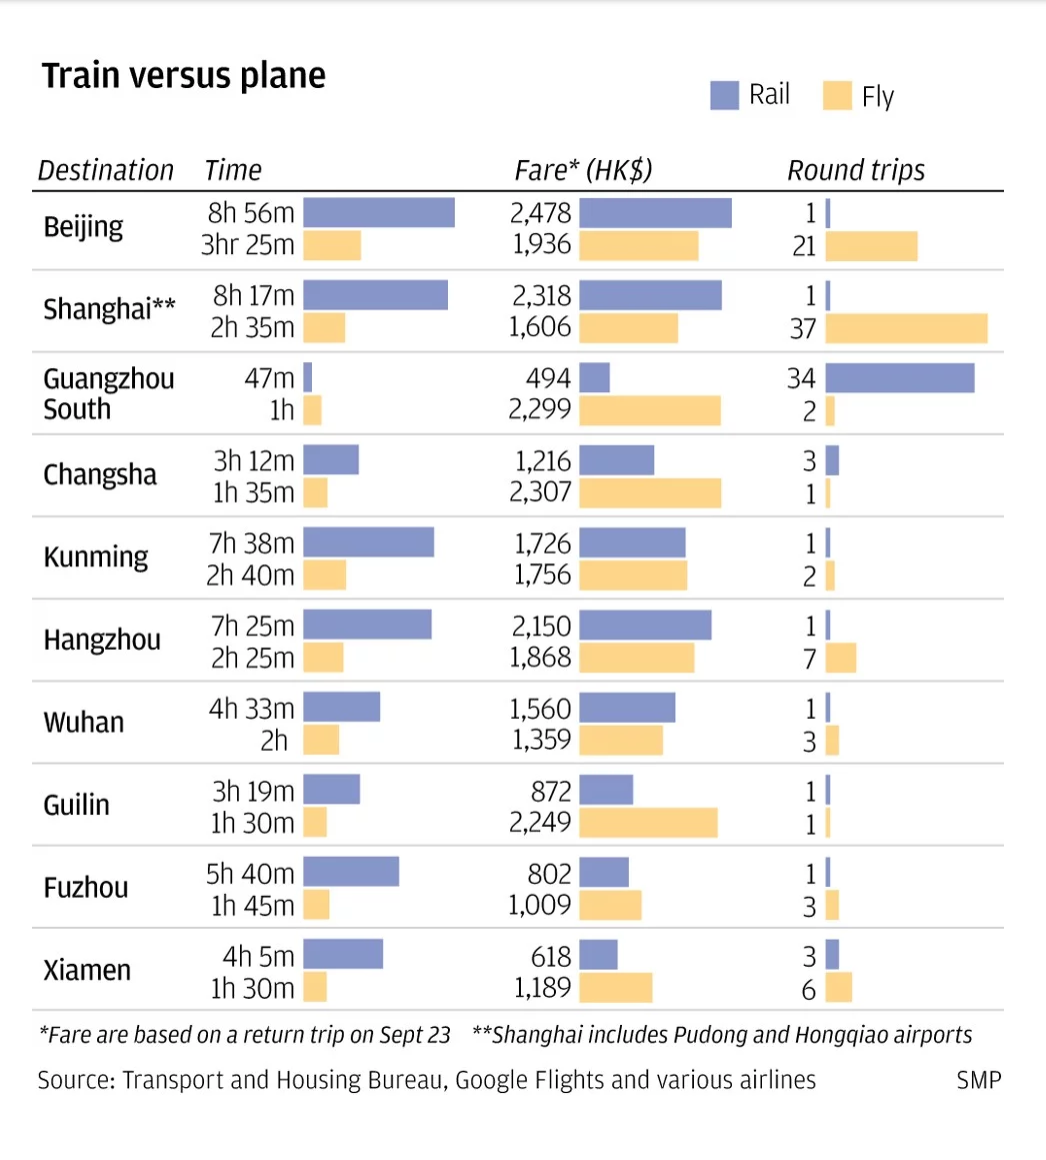 Train versus plane
Rail Fly
Destination Time Fare* (HK$) Round trips
Beijing
8h 56m 2,478 1
3hr 25m 1,936 21
Shanghai**
8h 17m 2,318 1
2h 35m 1,606 37
Guangzhou
South
47m 494 34
1h 2,299 2
Changsha
3h 12m 1,216 3
1h 35m 2,307 1
Kunming
7h 38m 1,726 1
2h 40m 1,756 2
Hangzhou
7h 25m 2,150 1
2h 25m 1,868 7
Wuhan
4h 33m 1,560 1
2h 1,359 3
Guilin
3h 19m 872 1
1h 30m 2,249 1
Fuzhou
5h 40m 802 1
1h 45m 1,009 3
Xiamen
4h 5m 618 3
1h 30m 1,189 6
*Fare are based on a return trip on Sept 23 **Shanghai includes Pudong and Hongqiao airports
Source: Transport and Housing Bureau, Google Flights and various airlines SMP